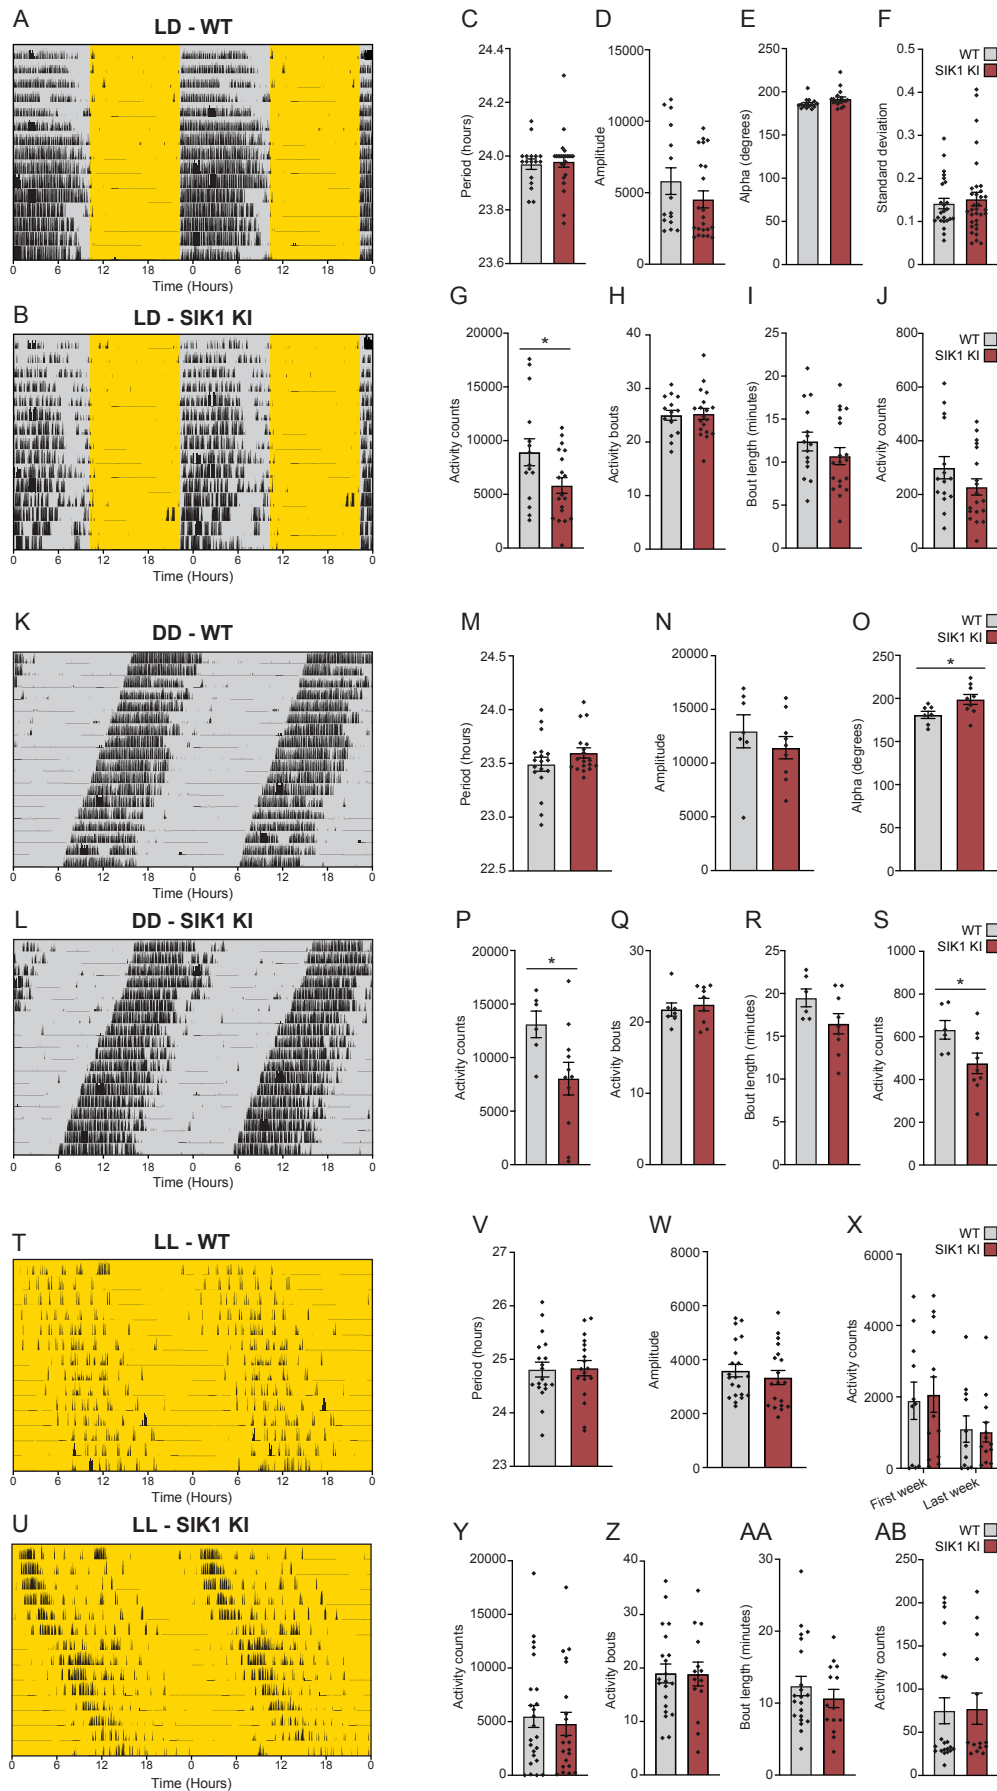 A
LD - WT
0 6 12 18 0 6 12 18 0
Time (Hours)
B
LD - SIK1 KI
0 6 12 18 0 6 12 18 0
Time (Hours)
C
Period (hours)
24.4
24.2
24.0
23.8
23.6
D
Amplitude
15000
10000
5000
0
E
Alpha (degrees)
250
200
150
100
50
0
F
WT
SIK1 KI
Standard deviation
0.5
0.4
0.3
0.2
0.1
0.0
G
Activity counts
20000
15000
10000
5000
0
*
H
Activity bouts
40
30
20
10
0
I
Bout length (minutes)
25
20
15
10
5
0
J
WT
SIK1 KI
Activity counts
800
600
400
200
0
K
DD - WT
0 6 12 18 0 6 12 18 0
Time (Hours)
L
DD - SIK1 KI
0 6 12 18 0 6 12 18 0
Time (Hours)
M
Period (hours)
24.5
24.0
23.5
23.0
22.5
N
Amplitude
20000
15000
10000
5000
0
O
WT
SIK1 KI
Alpha (degrees)
250
200
150
100
50
0
*
P
Activity counts
20000
15000
10000
5000
0
*
Q
Activity bouts
30
20
10
0
R
Bout length (minutes)
25
20
15
10
5
0
S
WT
SIK1 KI
Activity counts
1000
800
600
400
200
0
*
T
LL - WT
0 6 12 18 0 6 12 18 0
Time (Hours)
U
LL - SIK1 KI
0 6 12 18 0 6 12 18 0
Time (Hours)
V
Period (hours)
27
26
25
24
23
W
Amplitude
8000
6000
4000
2000
0
X
WT
SIK1 KI
Activity counts
6000
4000
2000
0
First week
Last week
Y
Activity counts
20000
15000
10000
5000
0
Z
Activity bouts
40
30
20
10
0
AA
Bout length (minutes)
30
20
10
0
AB
WT
SIK1 KI
Activity counts
250
200
150
100
50
0